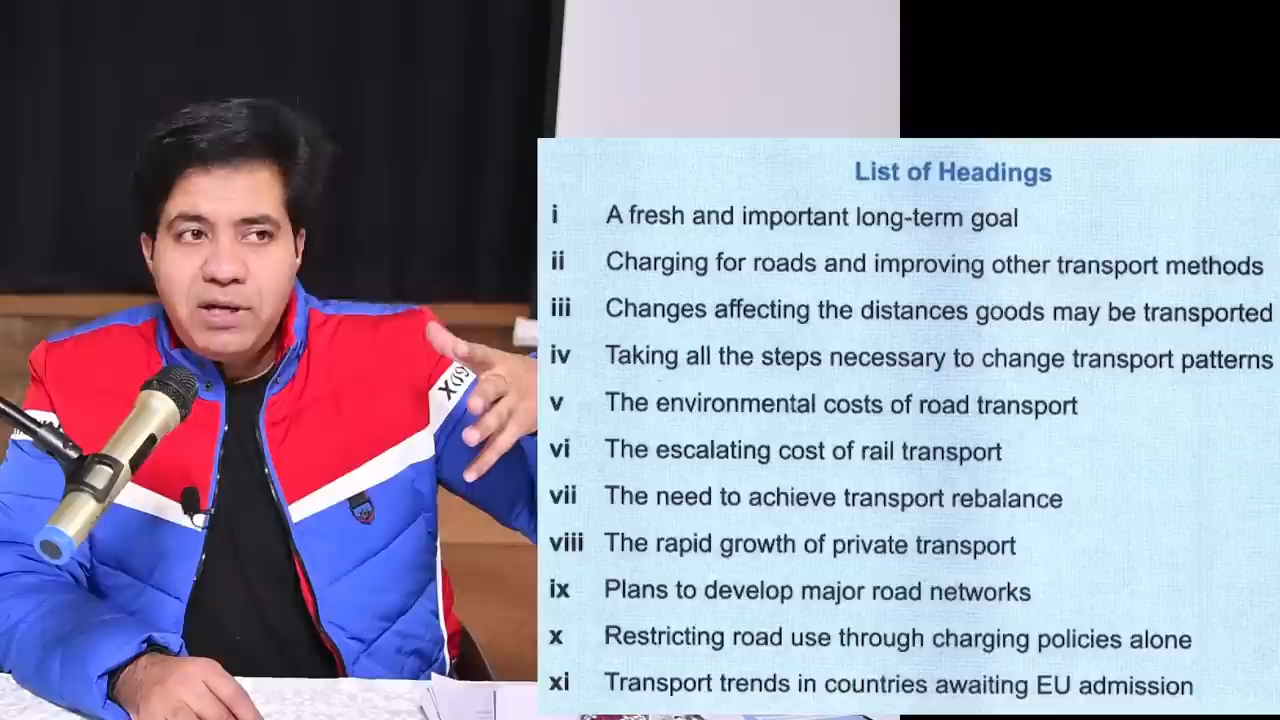 List of Headings
i A fresh and important long-term goal
ii Charging for roads and improving other transport methods
iii Changes affecting the distances goods may be transported
iv Taking all the steps necessary to change transport patterns
v The environmental costs of road transport
vi The escalating cost of rail transport
vii The need to achieve transport rebalance
viii The rapid growth of private transport
ix Plans to develop major road networks
x Restricting road use through charging policies alone
xi Transport trends in countries awaiting EU admission